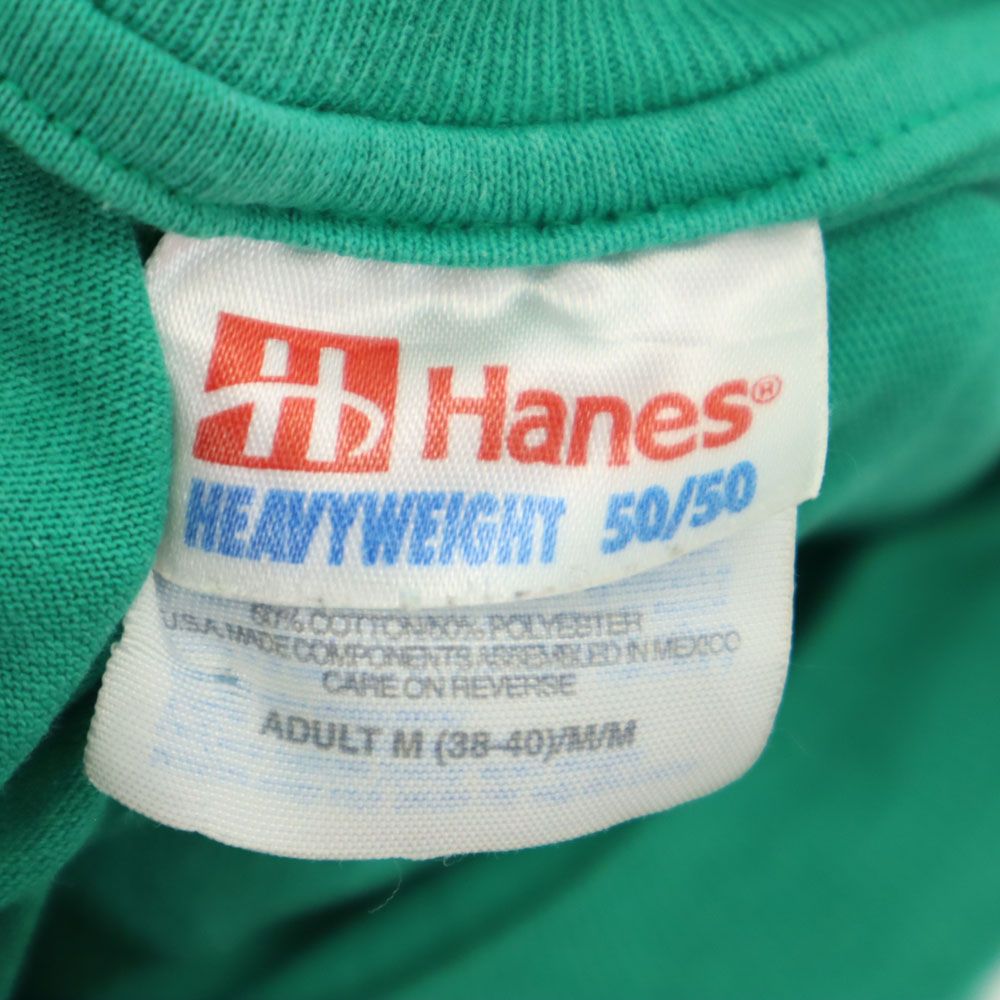 H Hanes®
HEAVYWEIGHT 50/50
50% COTTON/50% POLYESTER
U.S.A. MADE COMPONENTS ASSEMBLED IN MEXICO
CARE ON REVERSE
ADULT M (38-40)/M/M